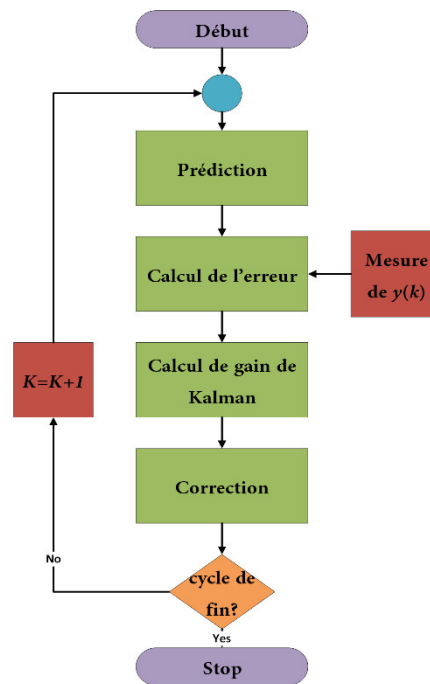 Début
Prédiction
Calcul de l'erreur
Mesure
de y(k)
Calcul de gain de
Kalman
K=K+1
Correction
No
cycle de
fin?
Yes
Stop